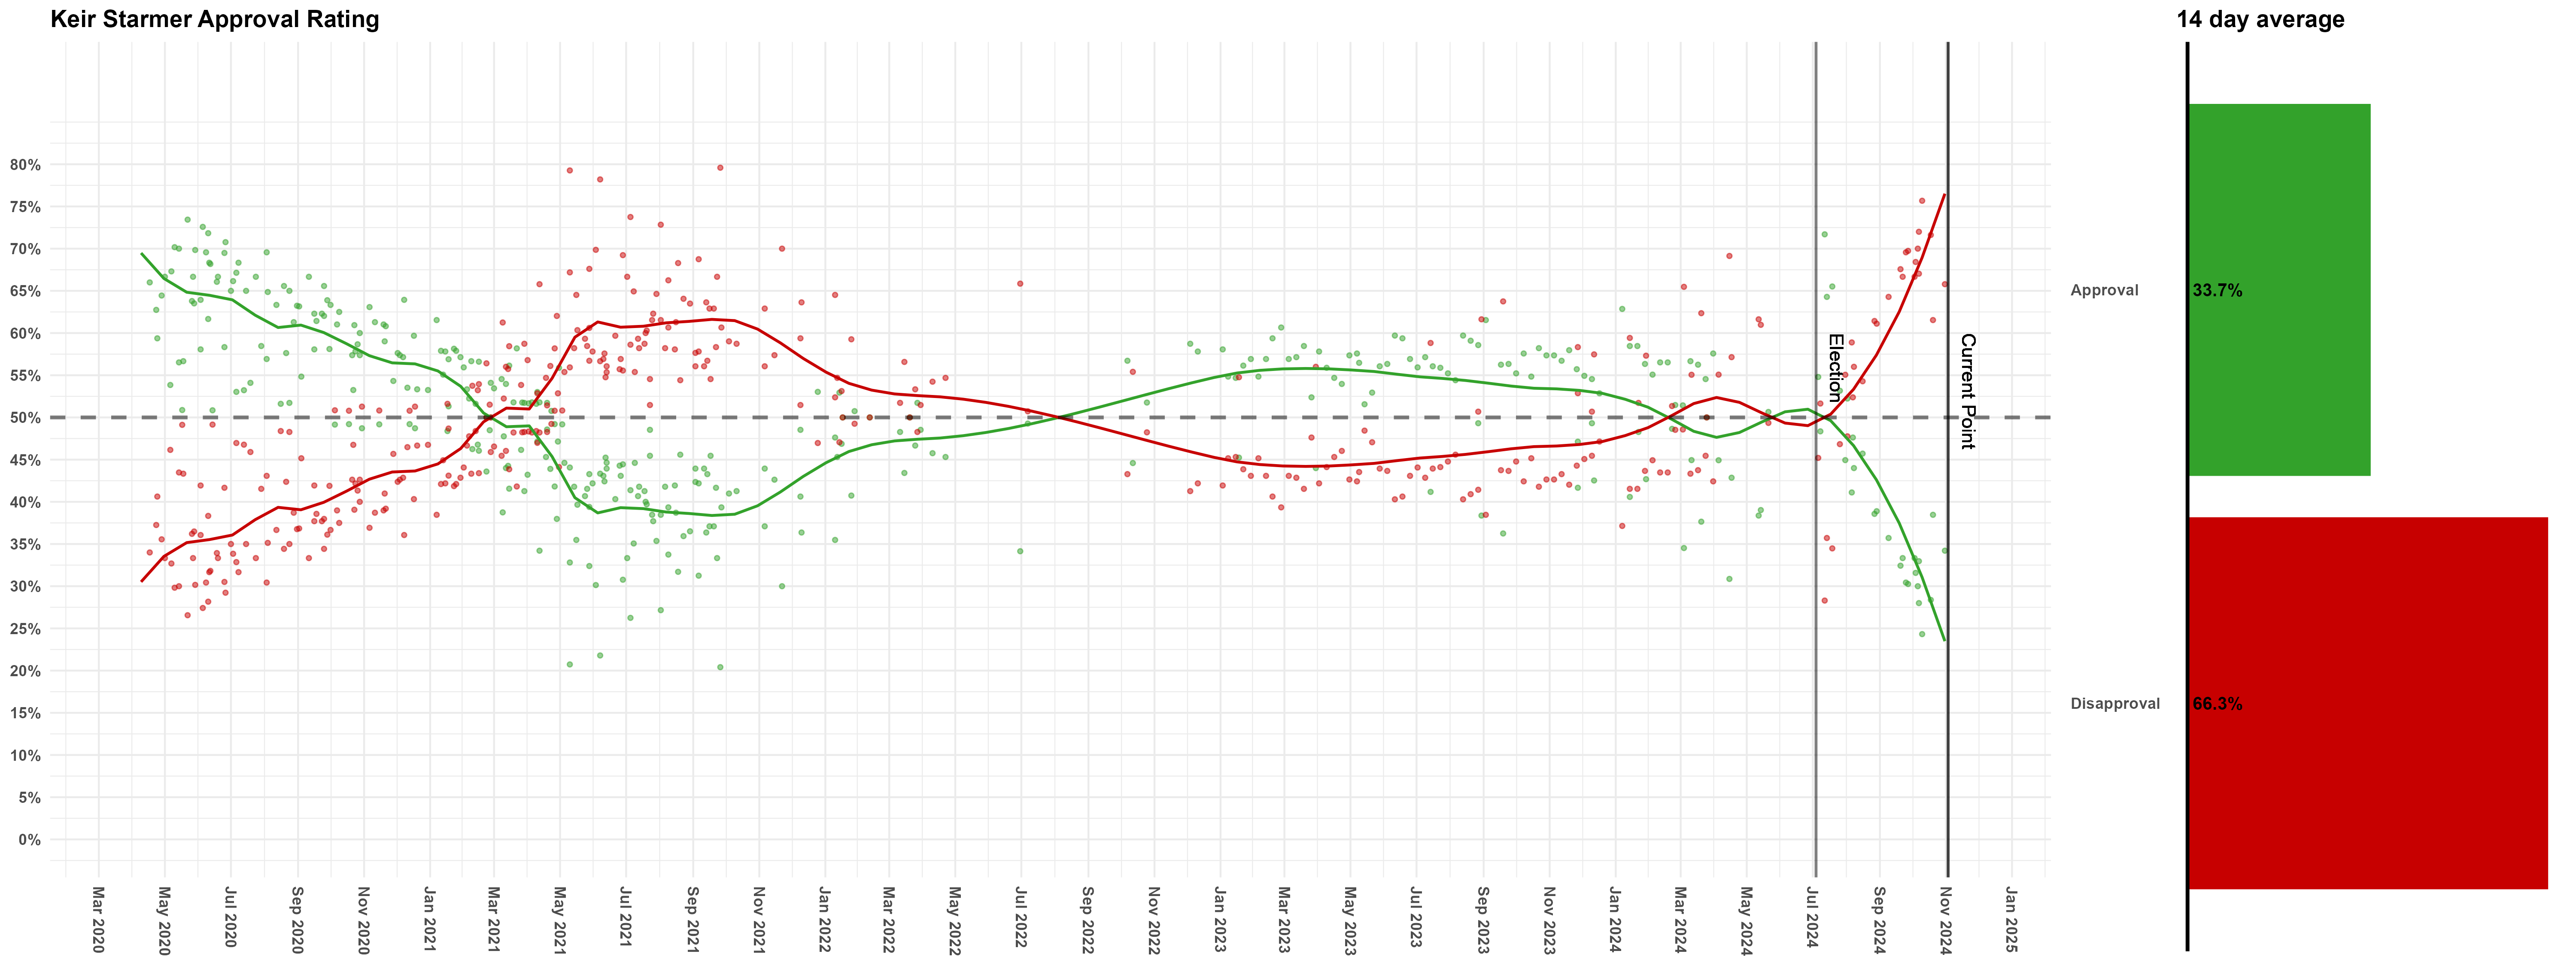 Keir Starmer Approval Rating
14 day average
80%
75%
70%
65%
60%
55%
50%
45%
40%
35%
30%
25%
20%
15%
10%
5%
0%
Election
Current Point
Mar 2020
May 2020
Jul 2020
Sep 2020
Nov 2020
Jan 2021
Mar 2021
May 2021
Jul 2021
Sep 2021
Nov 2021
Jan 2022
Mar 2022
May 2022
Jul 2022
Sep 2022
Nov 2022
Jan 2023
Mar 2023
May 2023
Jul 2023
Sep 2023
Nov 2023
Jan 2024
Mar 2024
May 2024
Jul 2024
Sep 2024
Nov 2024
Jan 2025
Approval
33.7%
Disapproval
66.3%